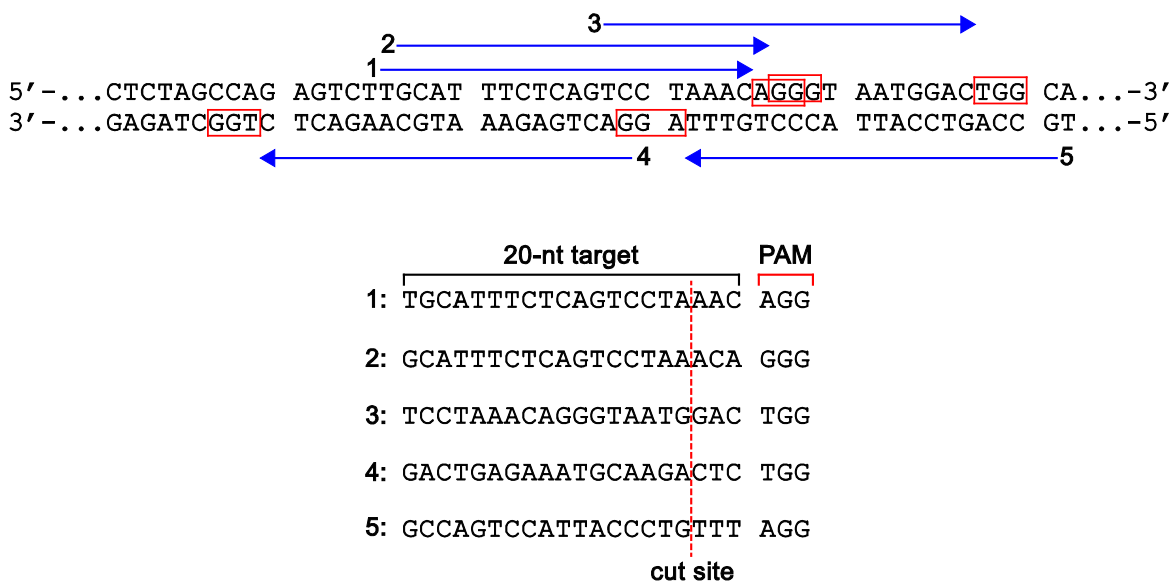 3
2
1
5′-...CTCTAGCCAG AGTCTTGCAT TTCTCAGTCC TAAACAGGGT AATGGACTGG CA...-3′
3′-...GAGATCGGTC TCAGAACGTA AAGAGTCAGG ATTTGTCCCA TTACCTGACC GT...-5′
4 5
20-nt target PAM
1: TGCATTTCTCAGTCCTAAAC AGG
2: GCATTTCTCAGTCCTAAACA GGG
3: TCCTAAACAGGGTAATGGAC TGG
4: GACTGAGAAATGCAAGACTC TGG
5: GCCAGTCCATTACCCTGTTT AGG
cut site